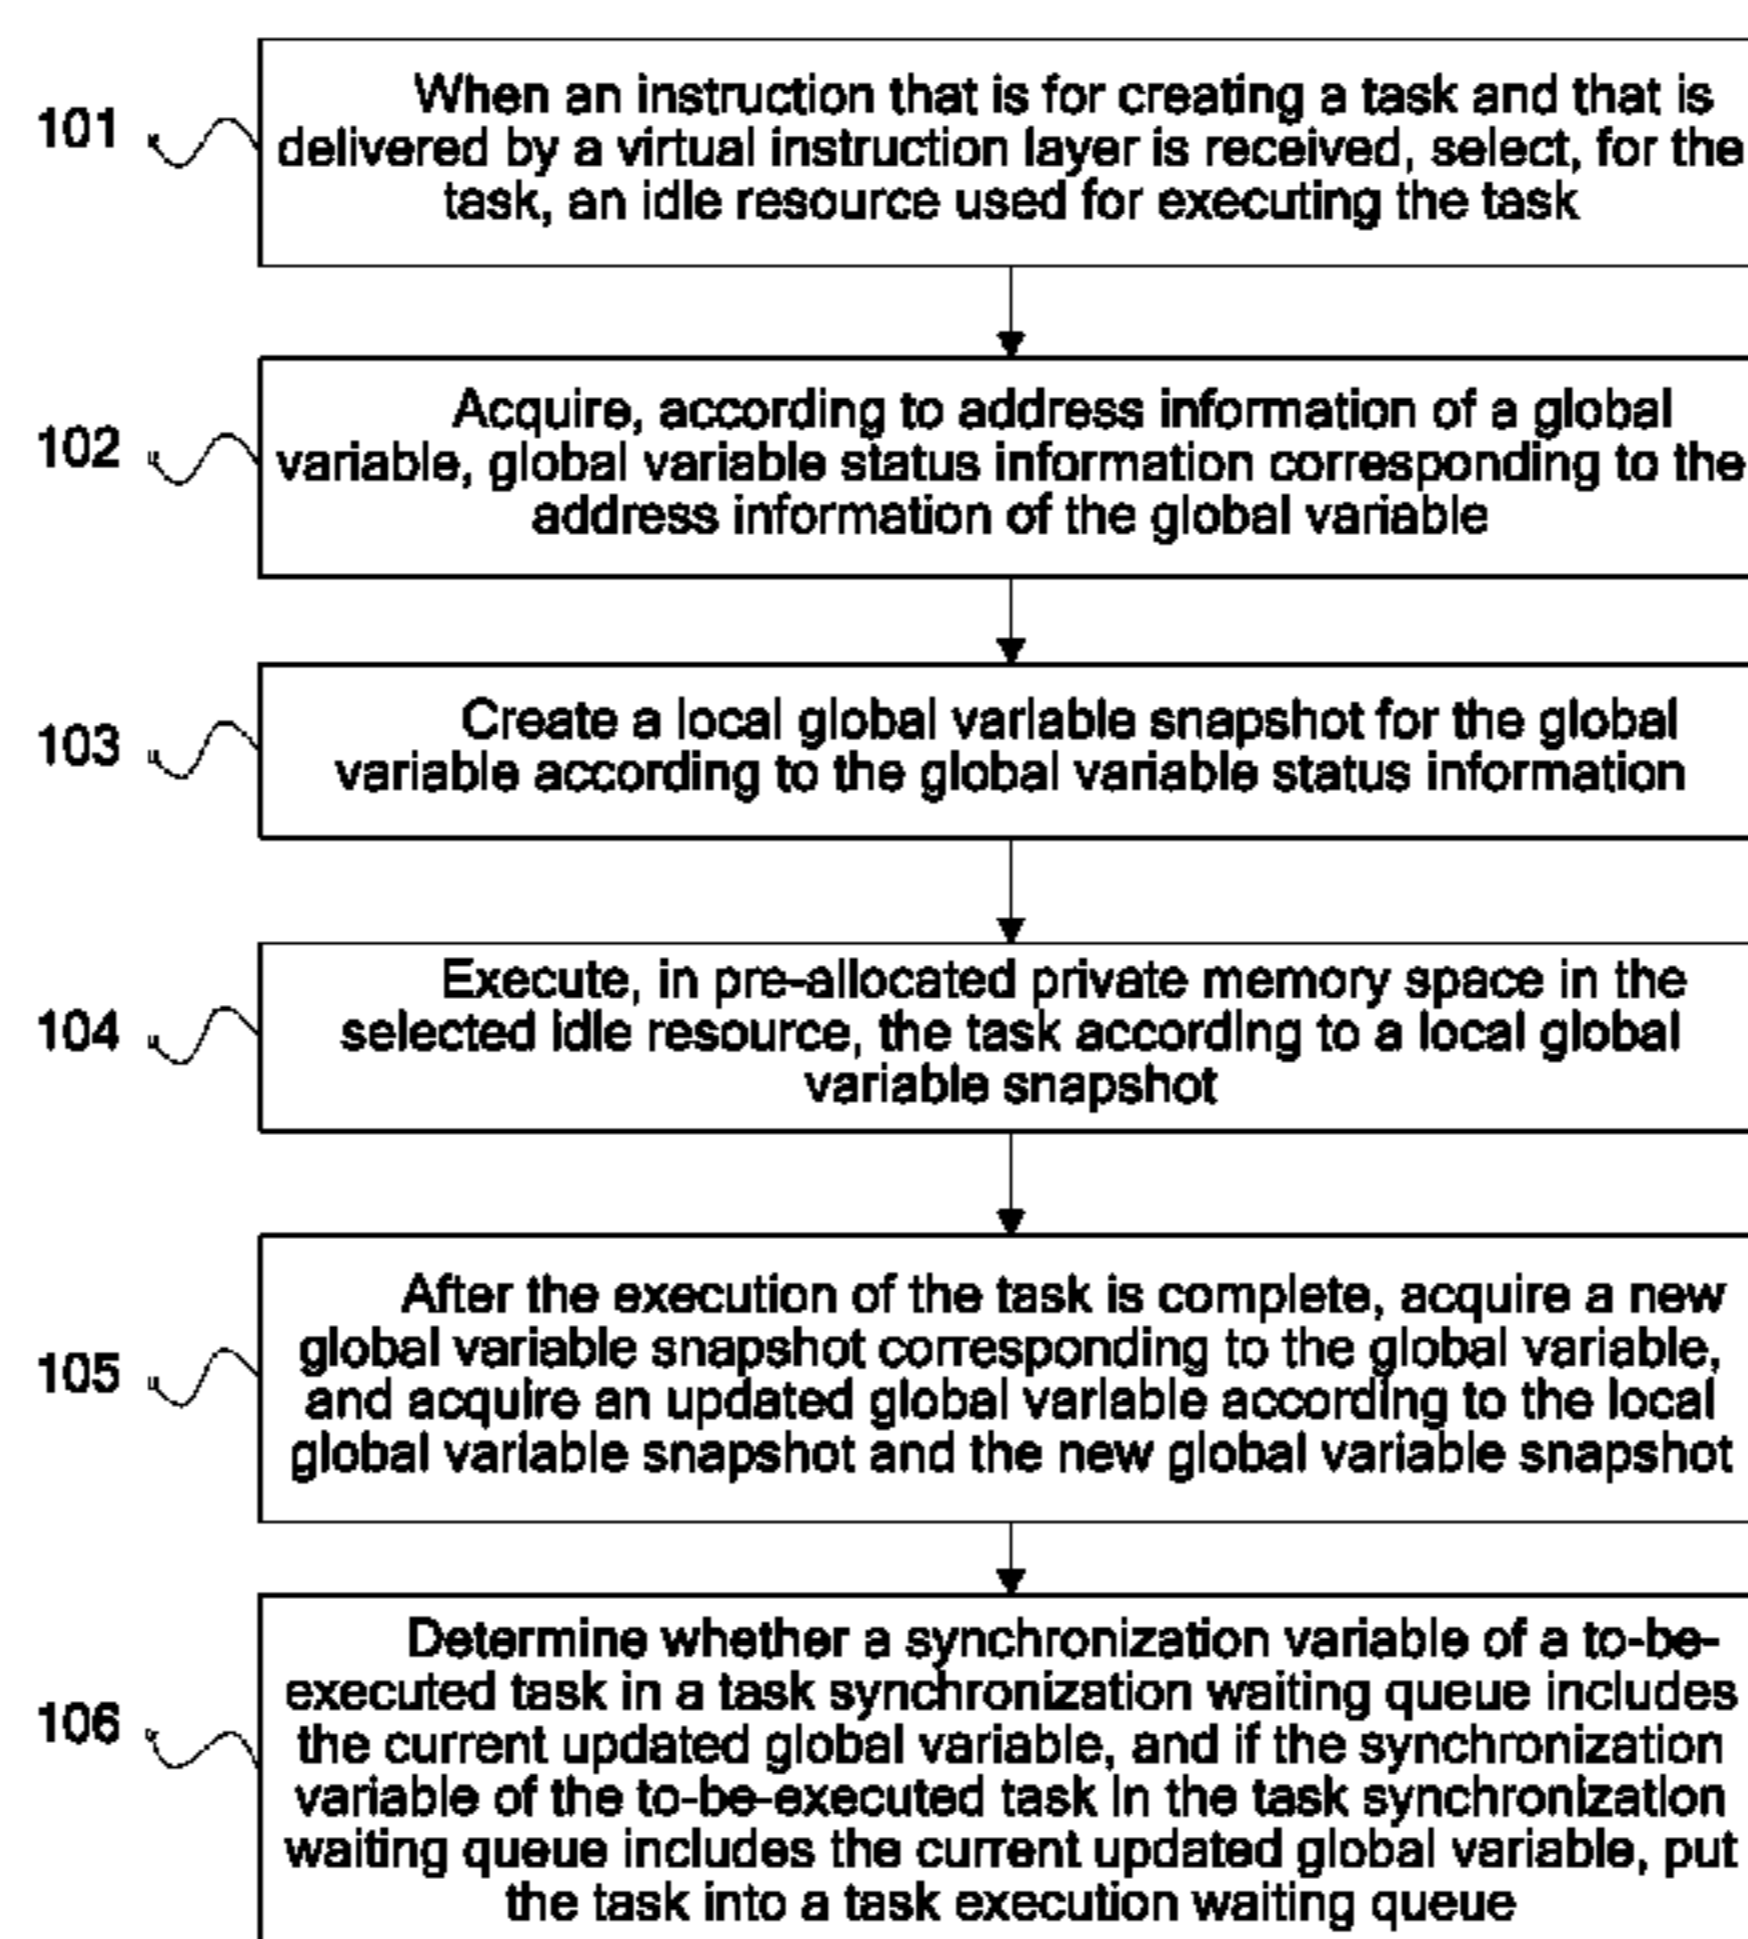 101
When an instruction that is for creating a task and that is
delivered by a virtual instruction layer is received, select, for the
task, an idle resource used for executing the task
102
Acquire, according to address information of a global
variable, global variable status information corresponding to the
address information of the global variable
103
Create a local global variable snapshot for the global
variable according to the global variable status information
104
Execute, in pre-allocated private memory space in the
selected idle resource, the task according to a local global
variable snapshot
105
After the execution of the task is complete, acquire a new
global variable snapshot corresponding to the global variable,
and acquire an updated global variable according to the local
global variable snapshot and the new global variable snapshot
106
Determine whether a synchronization variable of a to-be-
executed task in a task synchronization waiting queue includes
the current updated global variable, and if the synchronization
variable of the to-be-executed task in the task synchronization
waiting queue includes the current updated global variable, put
the task into a task execution waiting queue